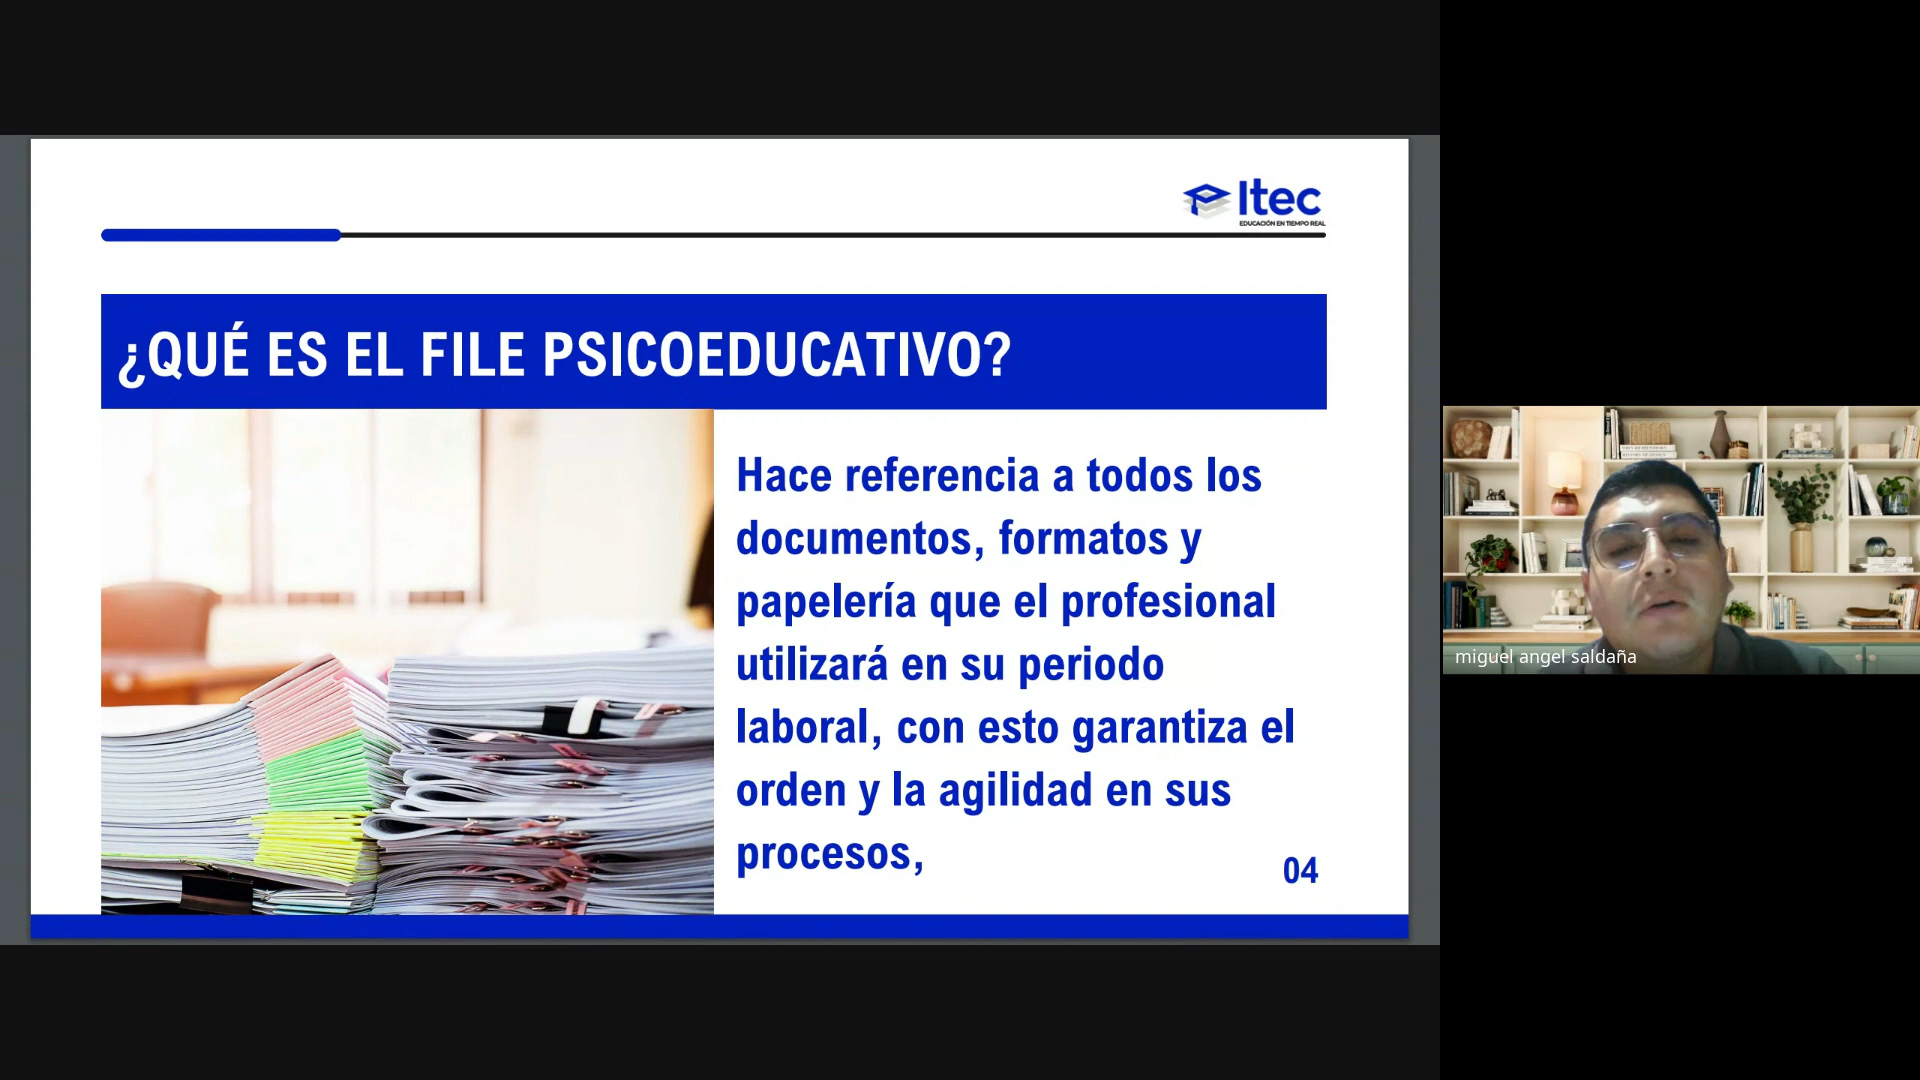 Itec
EDUCACIÓN EN TIEMPO REAL
¿QUÉ ES EL FILE PSICOEDUCATIVO?
Hace referencia a todos los
documentos, formatos y
papelería que el profesional
utilizará en su periodo
laboral, con esto garantiza el
orden y la agilidad en sus
procesos,
04
miguel angel saldaña